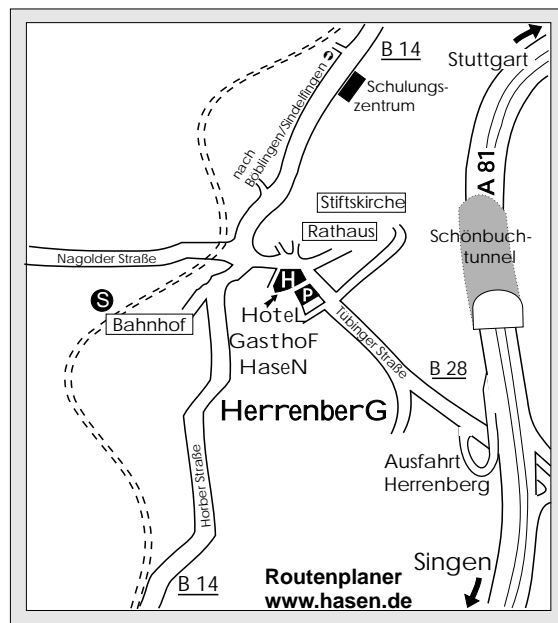 B 14
Stuttgart
Schulungs-
zentrum
nach
Böblingen/Sindelfingen
A 81
Stiftskirche
Rathaus
Schönbuch-
tunnel
Nagolder Straße
H
P
S
Bahnhof
HoteL
GasthoF
HaseN
Tübinger Straße
B 28
HerrenberG
Ausfahrt
Herrenberg
Horber Straße
Singen
B 14
Routenplaner
www.hasen.de